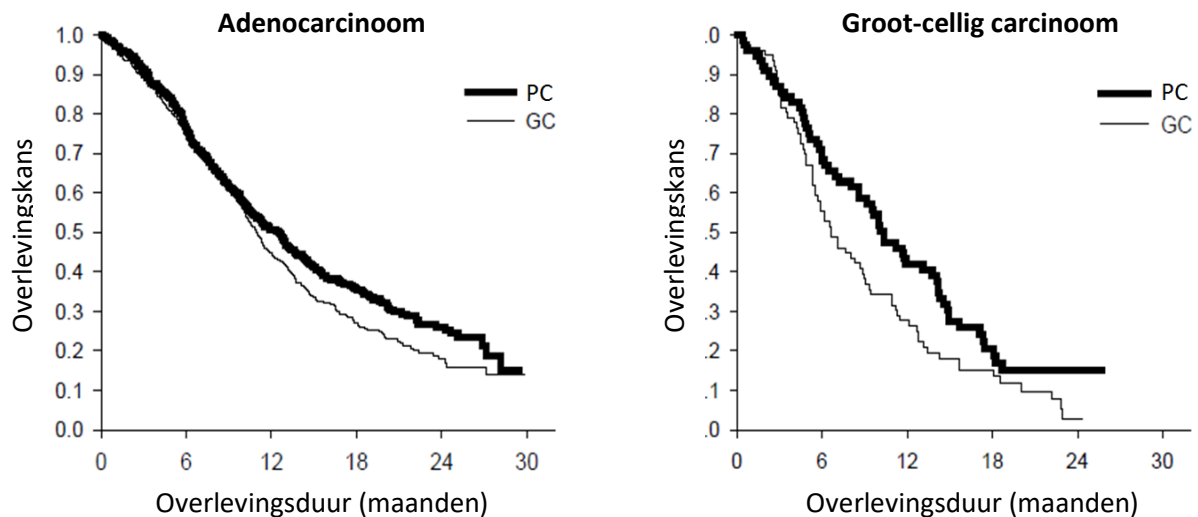 Adenocarcinoom
1.0
0.9
0.8
0.7
0.6
0.5
0.4
0.3
0.2
0.1
0.0
Overlevingskans
PC
GC
0 6 12 18 24 30
Overlevingsduur (maanden)
Groot-cellig carcinoom
.0
.9
.8
.7
.6
.5
.4
.3
.2
.1
.0
Overlevingskans
PC
GC
0 6 12 18 24 30
Overlevingsduur (maanden)